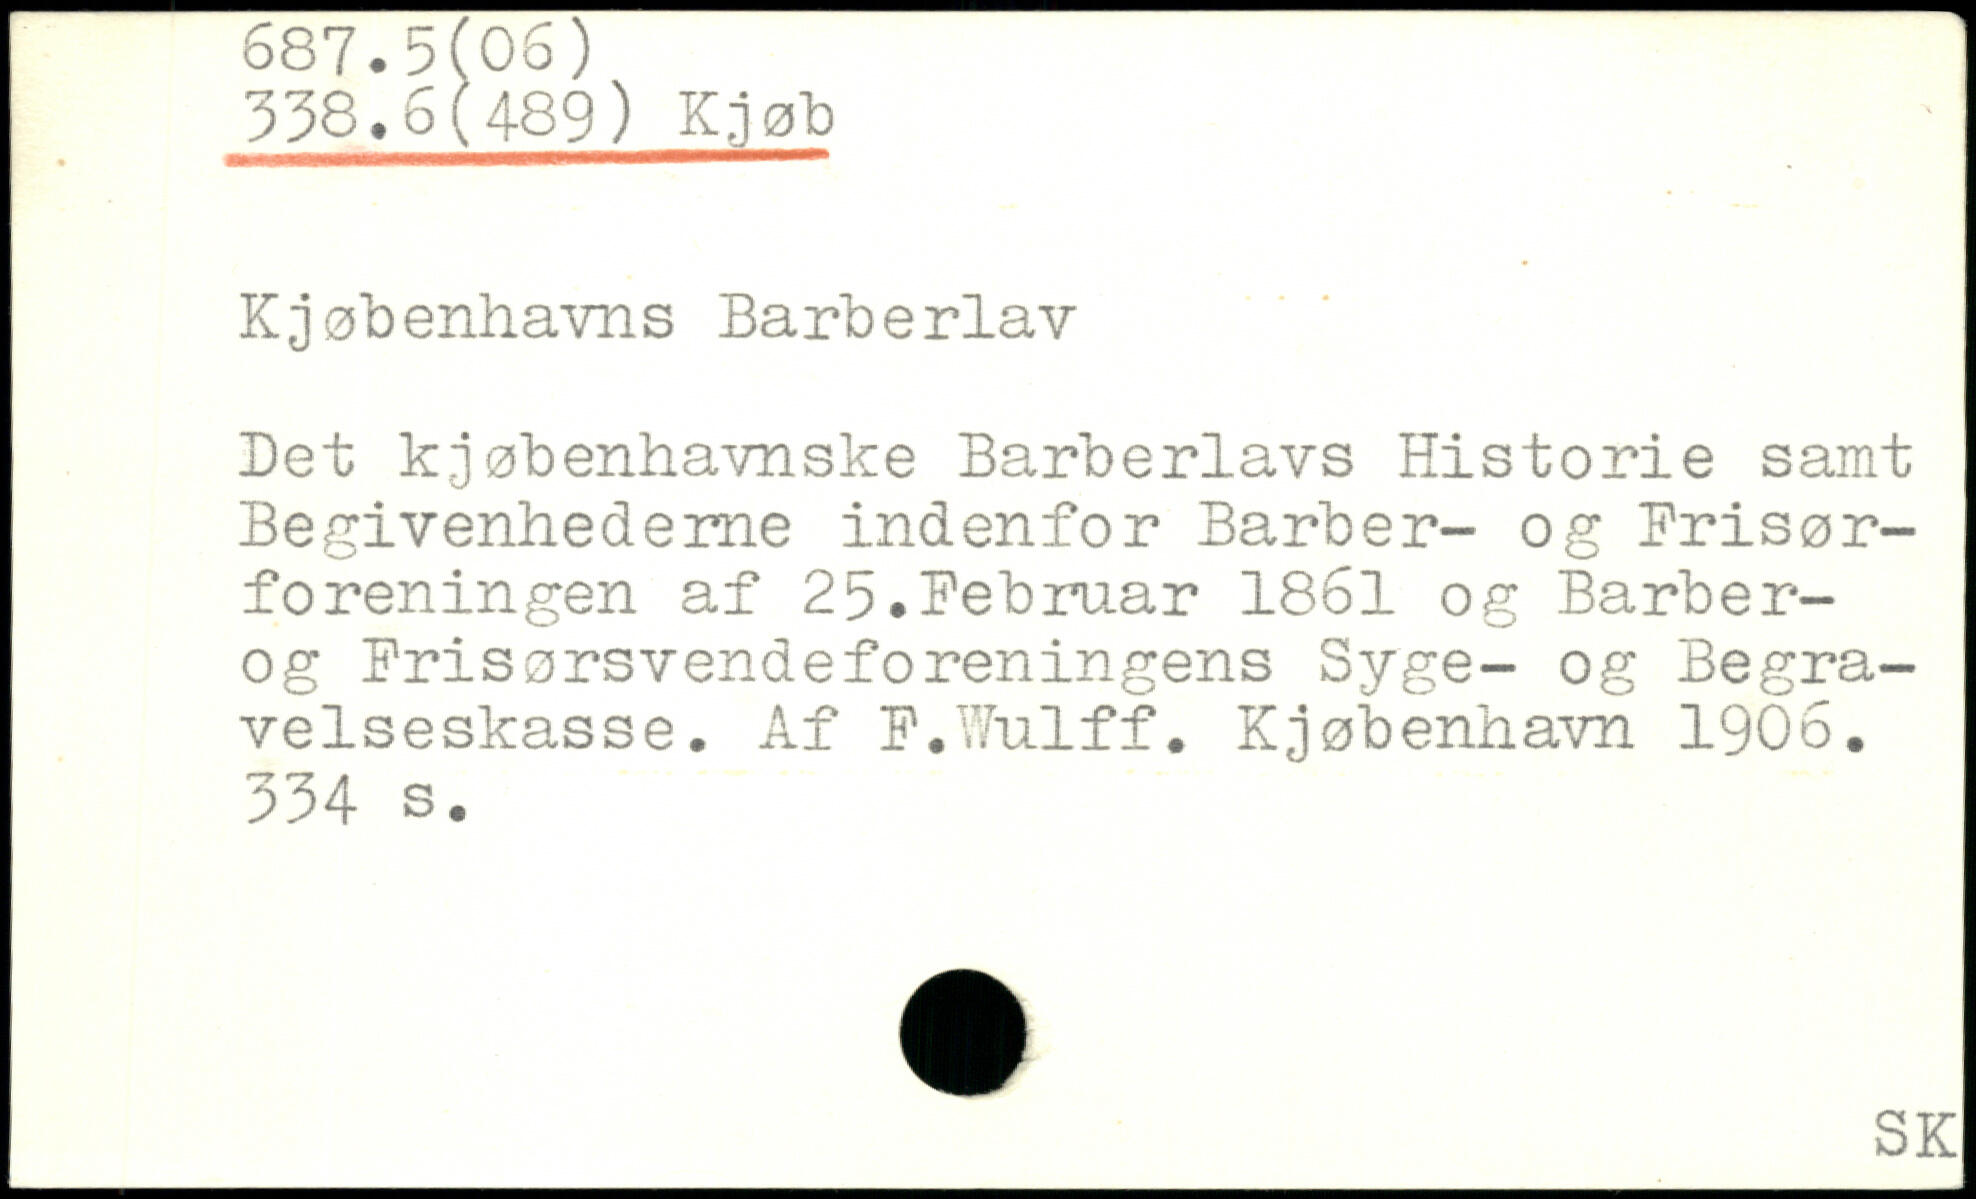 687.5(06)
338.6(489) Kjøb
Kjøbenhavns Barberlav
Det kjøbenhavnske Barberlavs Historie samt
Begivenhederne indenfor Barber- og Frisør-
foreningen af 25.Februar 1861 og Barber-
og Frisørsvendeforeningens Syge- og Begra-
velseskasse. Af F.Wulff. Kjøbenhavn 1906.
334 s.
SK